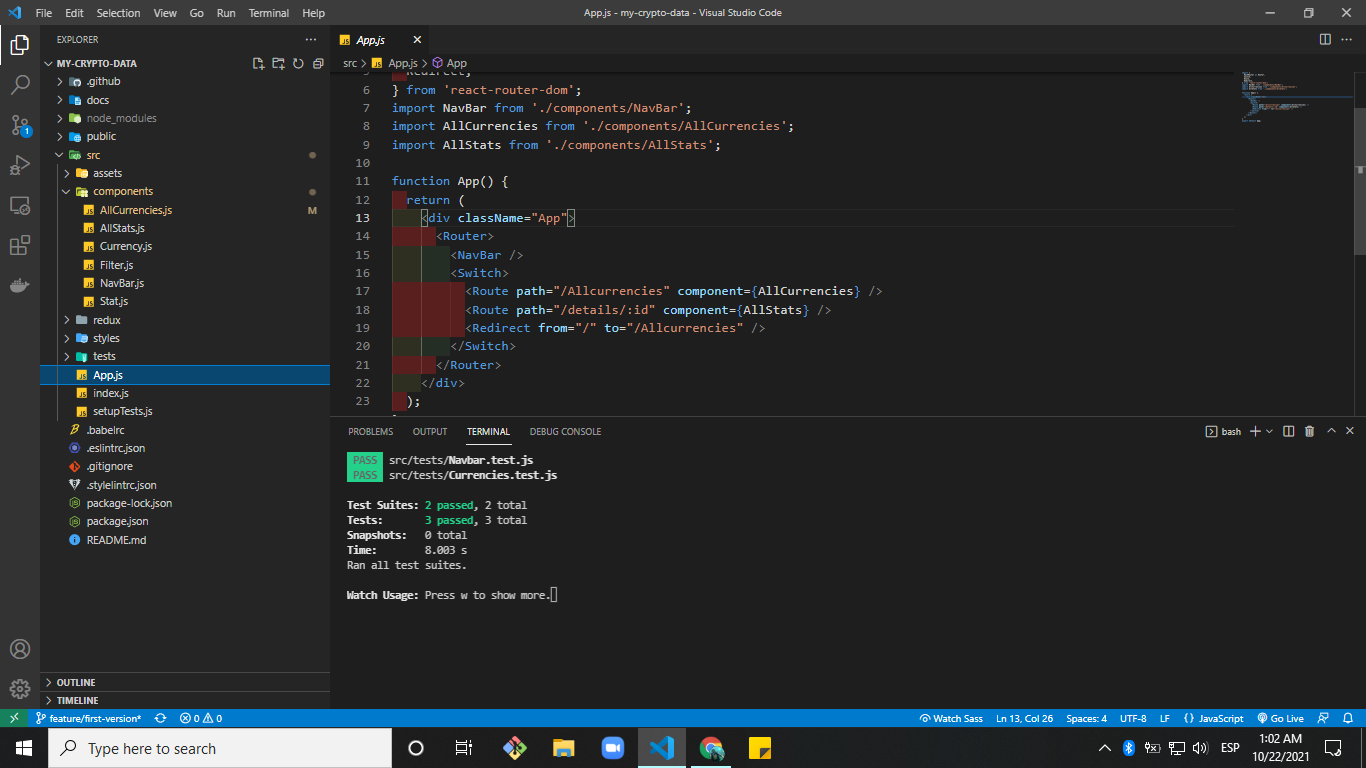 File Edit Selection View Go Run Terminal Help
App.js - my-crypto-data - Visual Studio Code
EXPLORER
MY-CRYPTO-DATA
.github
docs
node_modules
public
src
assets
components
AllCurrencies.js M
AllStats.js
Currency.js
Filter.js
NavBar.js
Stat.js
redux
styles
tests
App.js
index.js
setupTests.js
.babelrc
.eslintrc.json
.gitignore
.stylelintrc.json
package-lock.json
package.json
README.md
OUTLINE
TIMELINE
1
App.js
src > App.js > App
5 Redirect,
6 } from 'react-router-dom';
7 import NavBar from './components/NavBar';
8 import AllCurrencies from './components/AllCurrencies';
9 import AllStats from './components/AllStats';
10
11 function App() {
12 return (
13 <div className="App">
14 <Router>
15 <NavBar />
16 <Switch>
17 <Route path="/Allcurrencies" component={AllCurrencies} />
18 <Route path="/details/:id" component={AllStats} />
19 <Redirect from="/" to="/Allcurrencies" />
20 </Switch>
21 </Router>
22 </div>
23 );
PROBLEMS OUTPUT TERMINAL DEBUG CONSOLE
bash
PASS src/tests/Navbar.test.js
PASS src/tests/Currencies.test.js
Test Suites: 2 passed, 2 total
Tests: 3 passed, 3 total
Snapshots: 0 total
Time: 8.003 s
Ran all test suites.
Watch Usage: Press w to show more.
feature/first-version* 0 0
Watch Sass Ln 13, Col 26 Spaces: 4 UTF-8 LF {} JavaScript Go Live
Type here to search
ESP
1:02 AM
10/22/2021